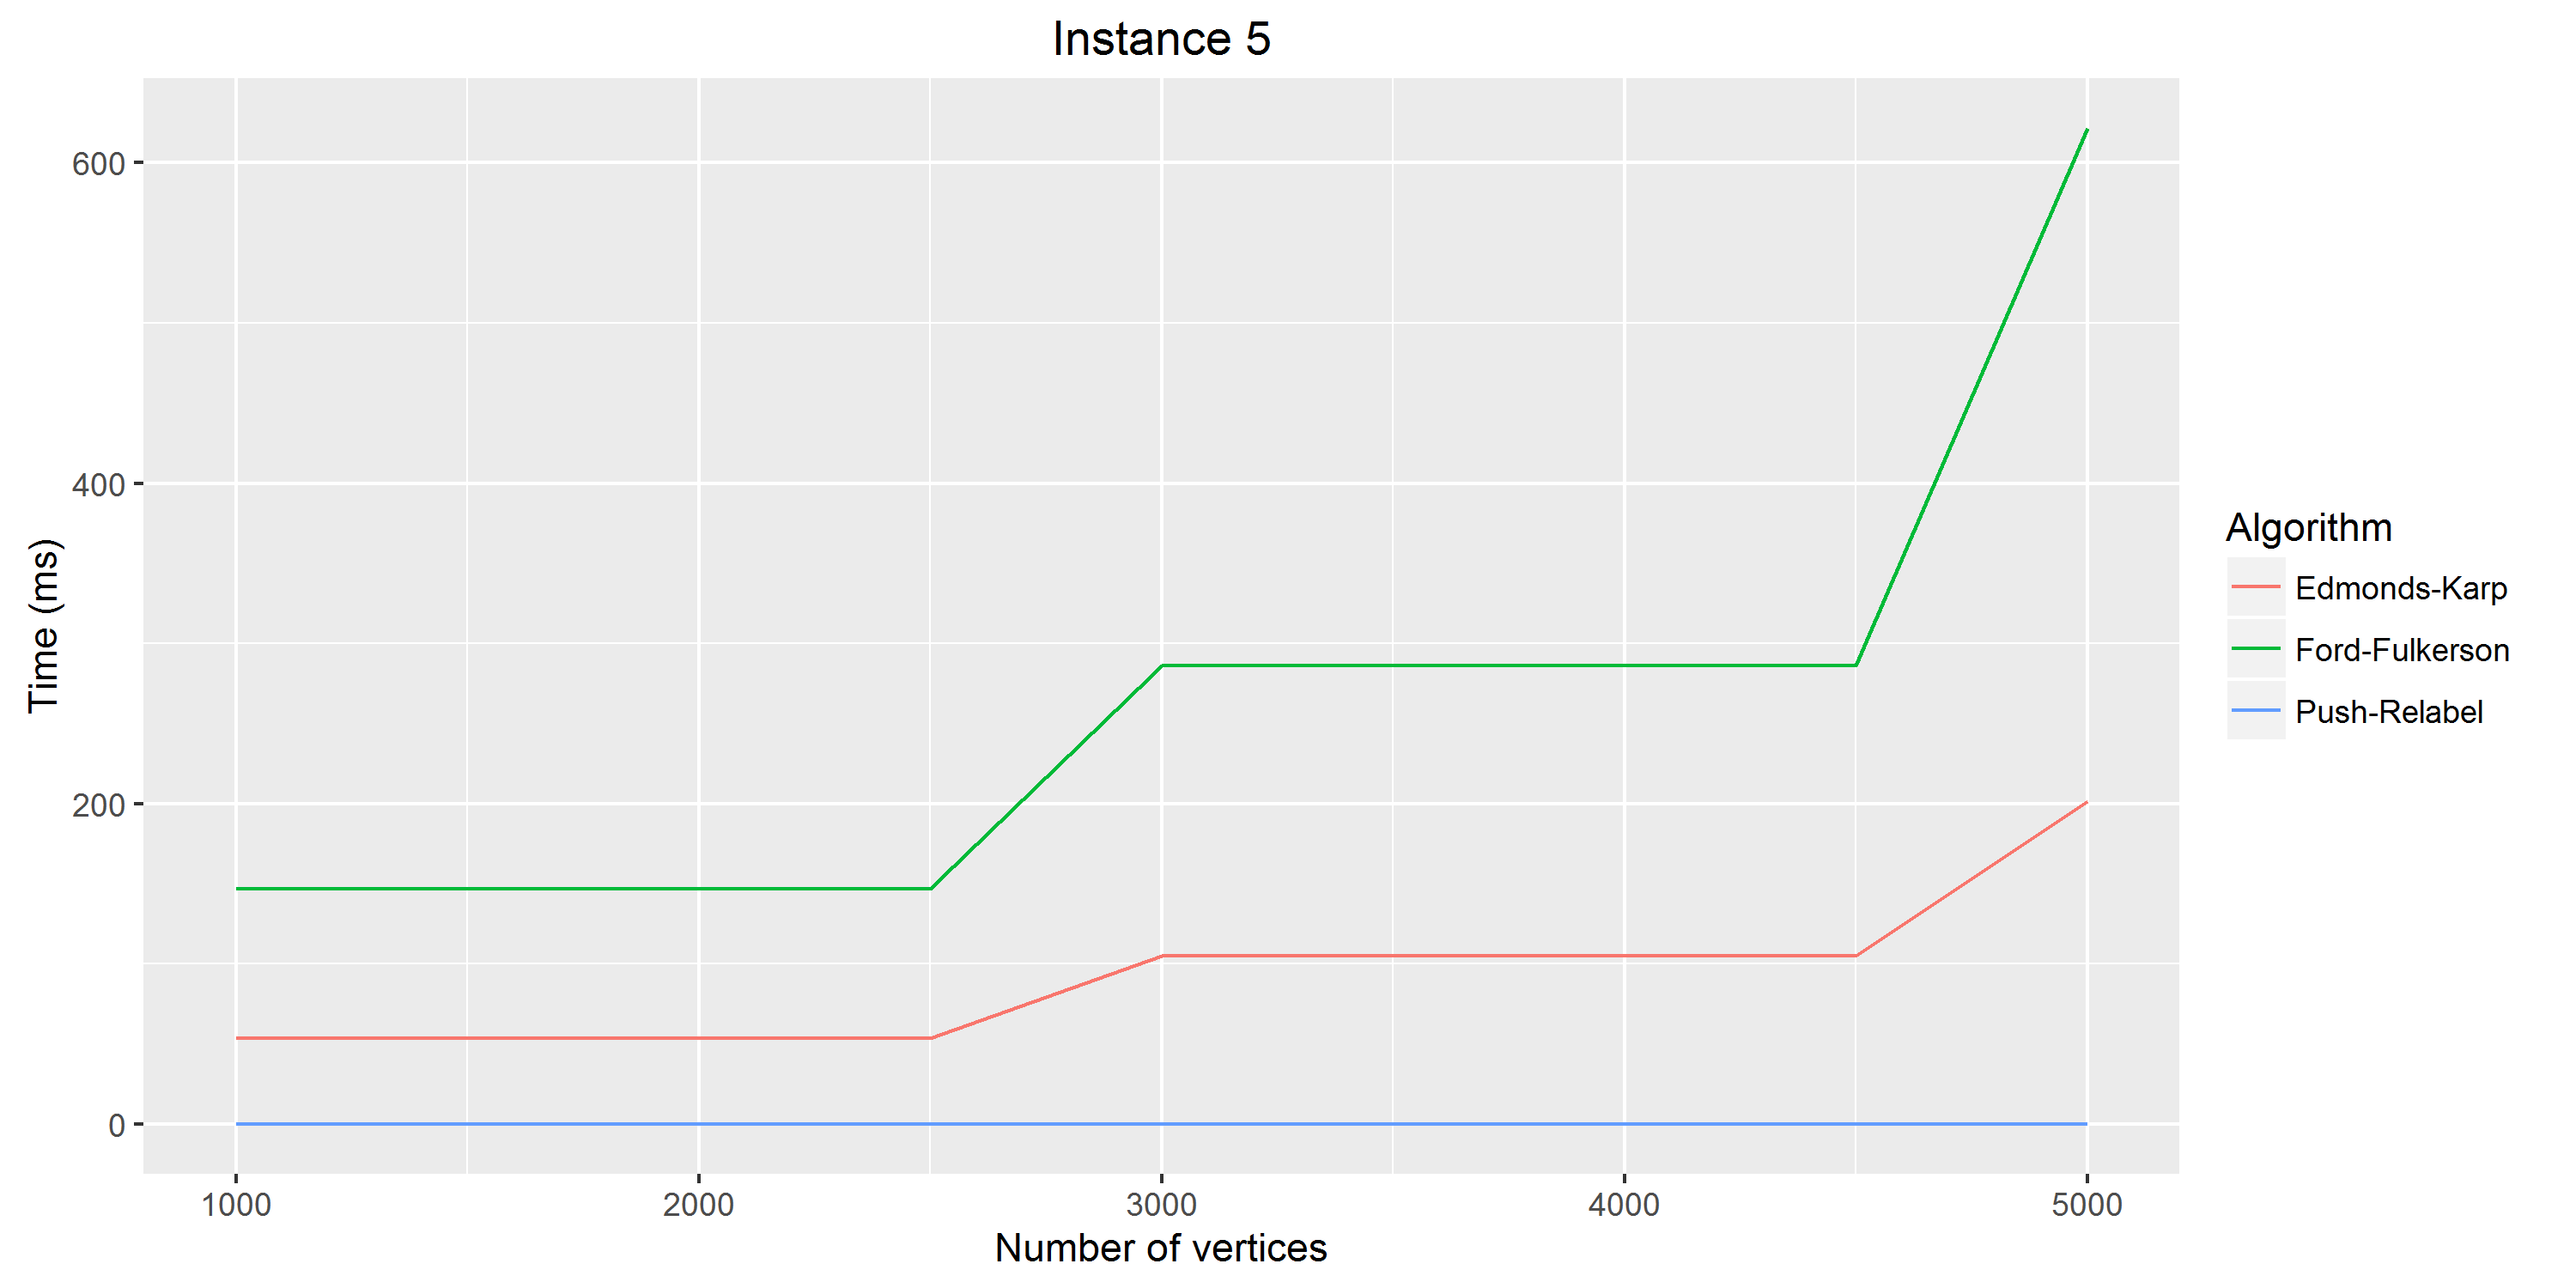 Instance 5
600
400
200
0
Time (ms)
1000 2000 3000 4000 5000
Number of vertices
Algorithm
Edmonds-Karp
Ford-Fulkerson
Push-Relabel